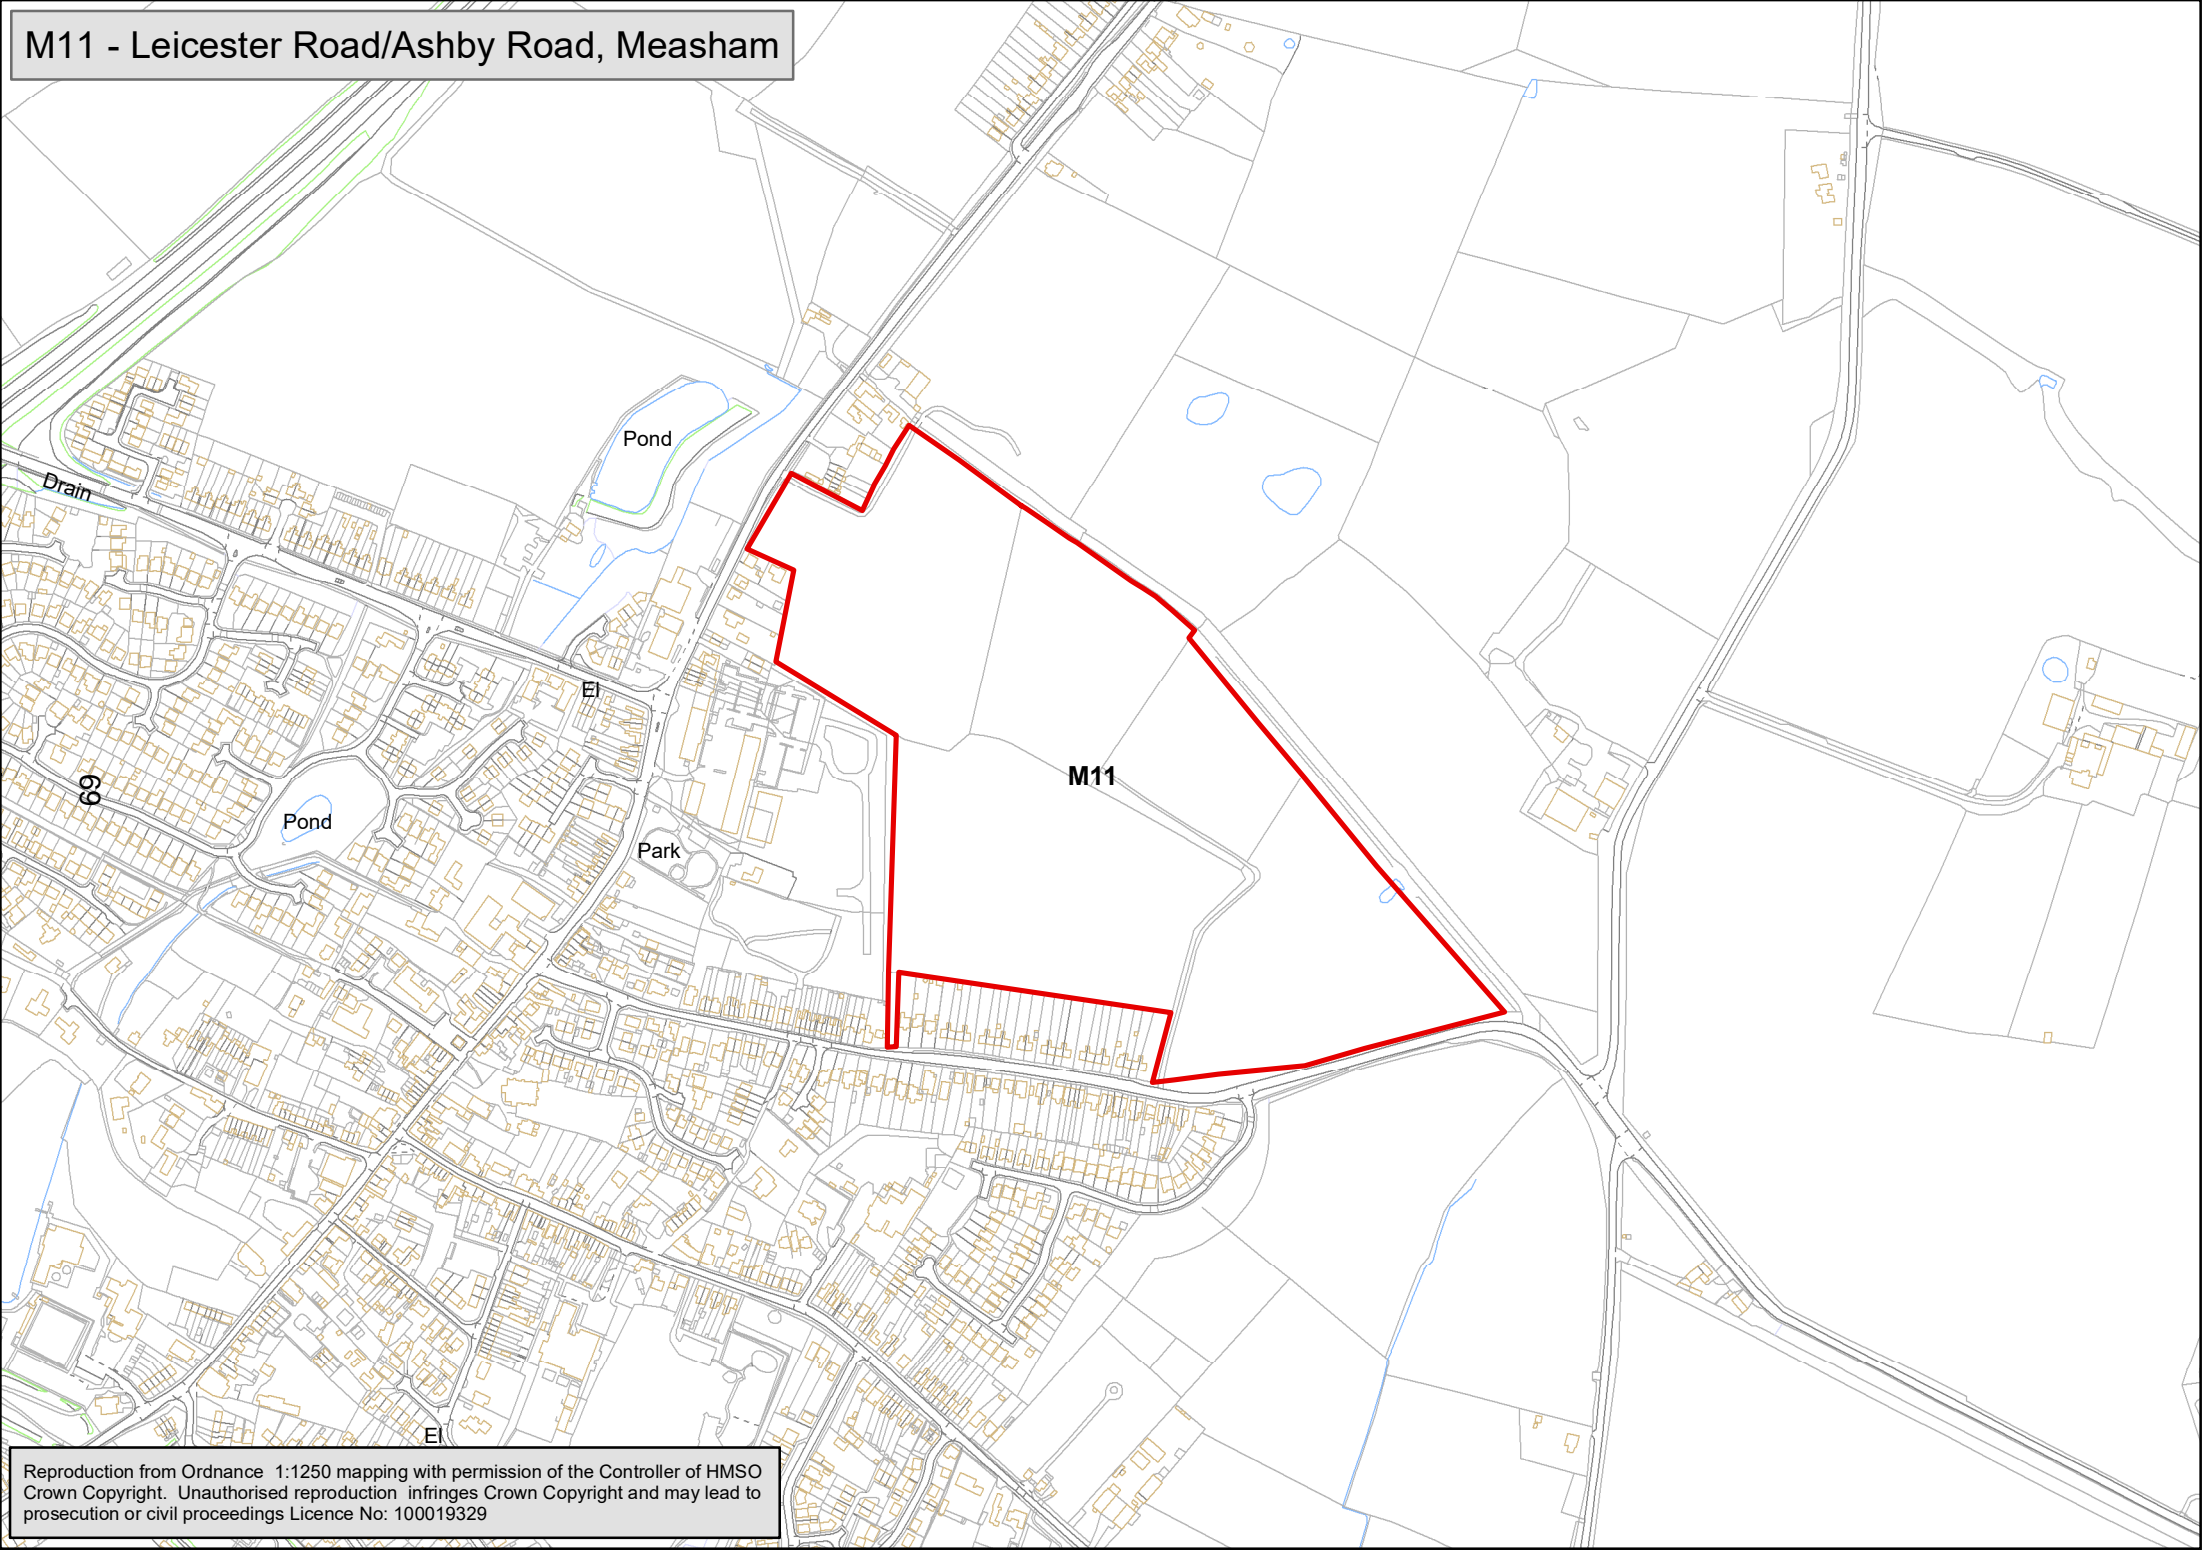 M11 - Leicester Road/Ashby Road, Measham
Pond
Drain
El
M11
69
Pond
Park
El
Reproduction from Ordnance  1:1250 mapping with permission of the Controller of HMSO
Crown Copyright.  Unauthorised reproduction  infringes Crown Copyright and may lead to
prosecution or civil proceedings Licence No: 100019329